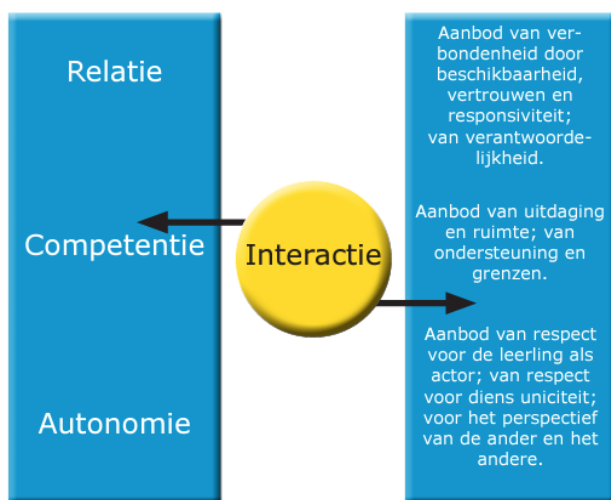 Relatie
Competentie
Autonomie
Interactie
Aanbod van ver-
bondenheid door
beschikbaarheid,
vertrouwen en
responsiviteit;
van verantwoorde-
lijkheid.
Aanbod van uitdaging
en ruimte; van
ondersteuning en
grenzen.
Aanbod van respect
voor de leerling als
actor; van respect
voor diens uniciteit;
voor het perspectief
van de ander en het
andere.